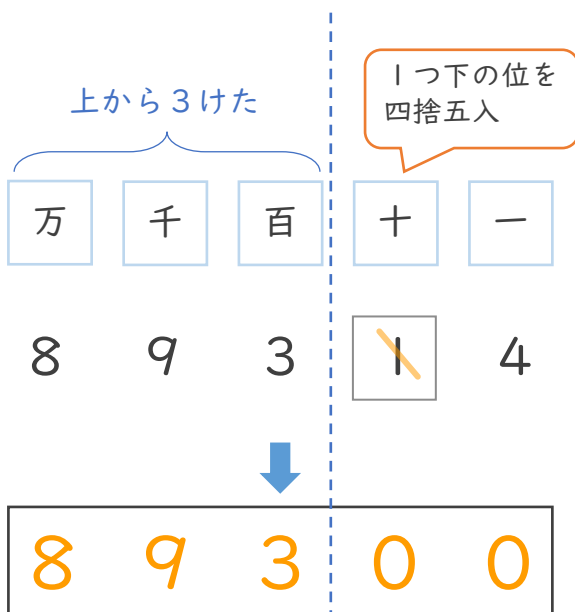 上から3けた
1つ下の位を
四捨五入
万 千 百 十 一
8 9 3 1 4
8 9 3 0 0